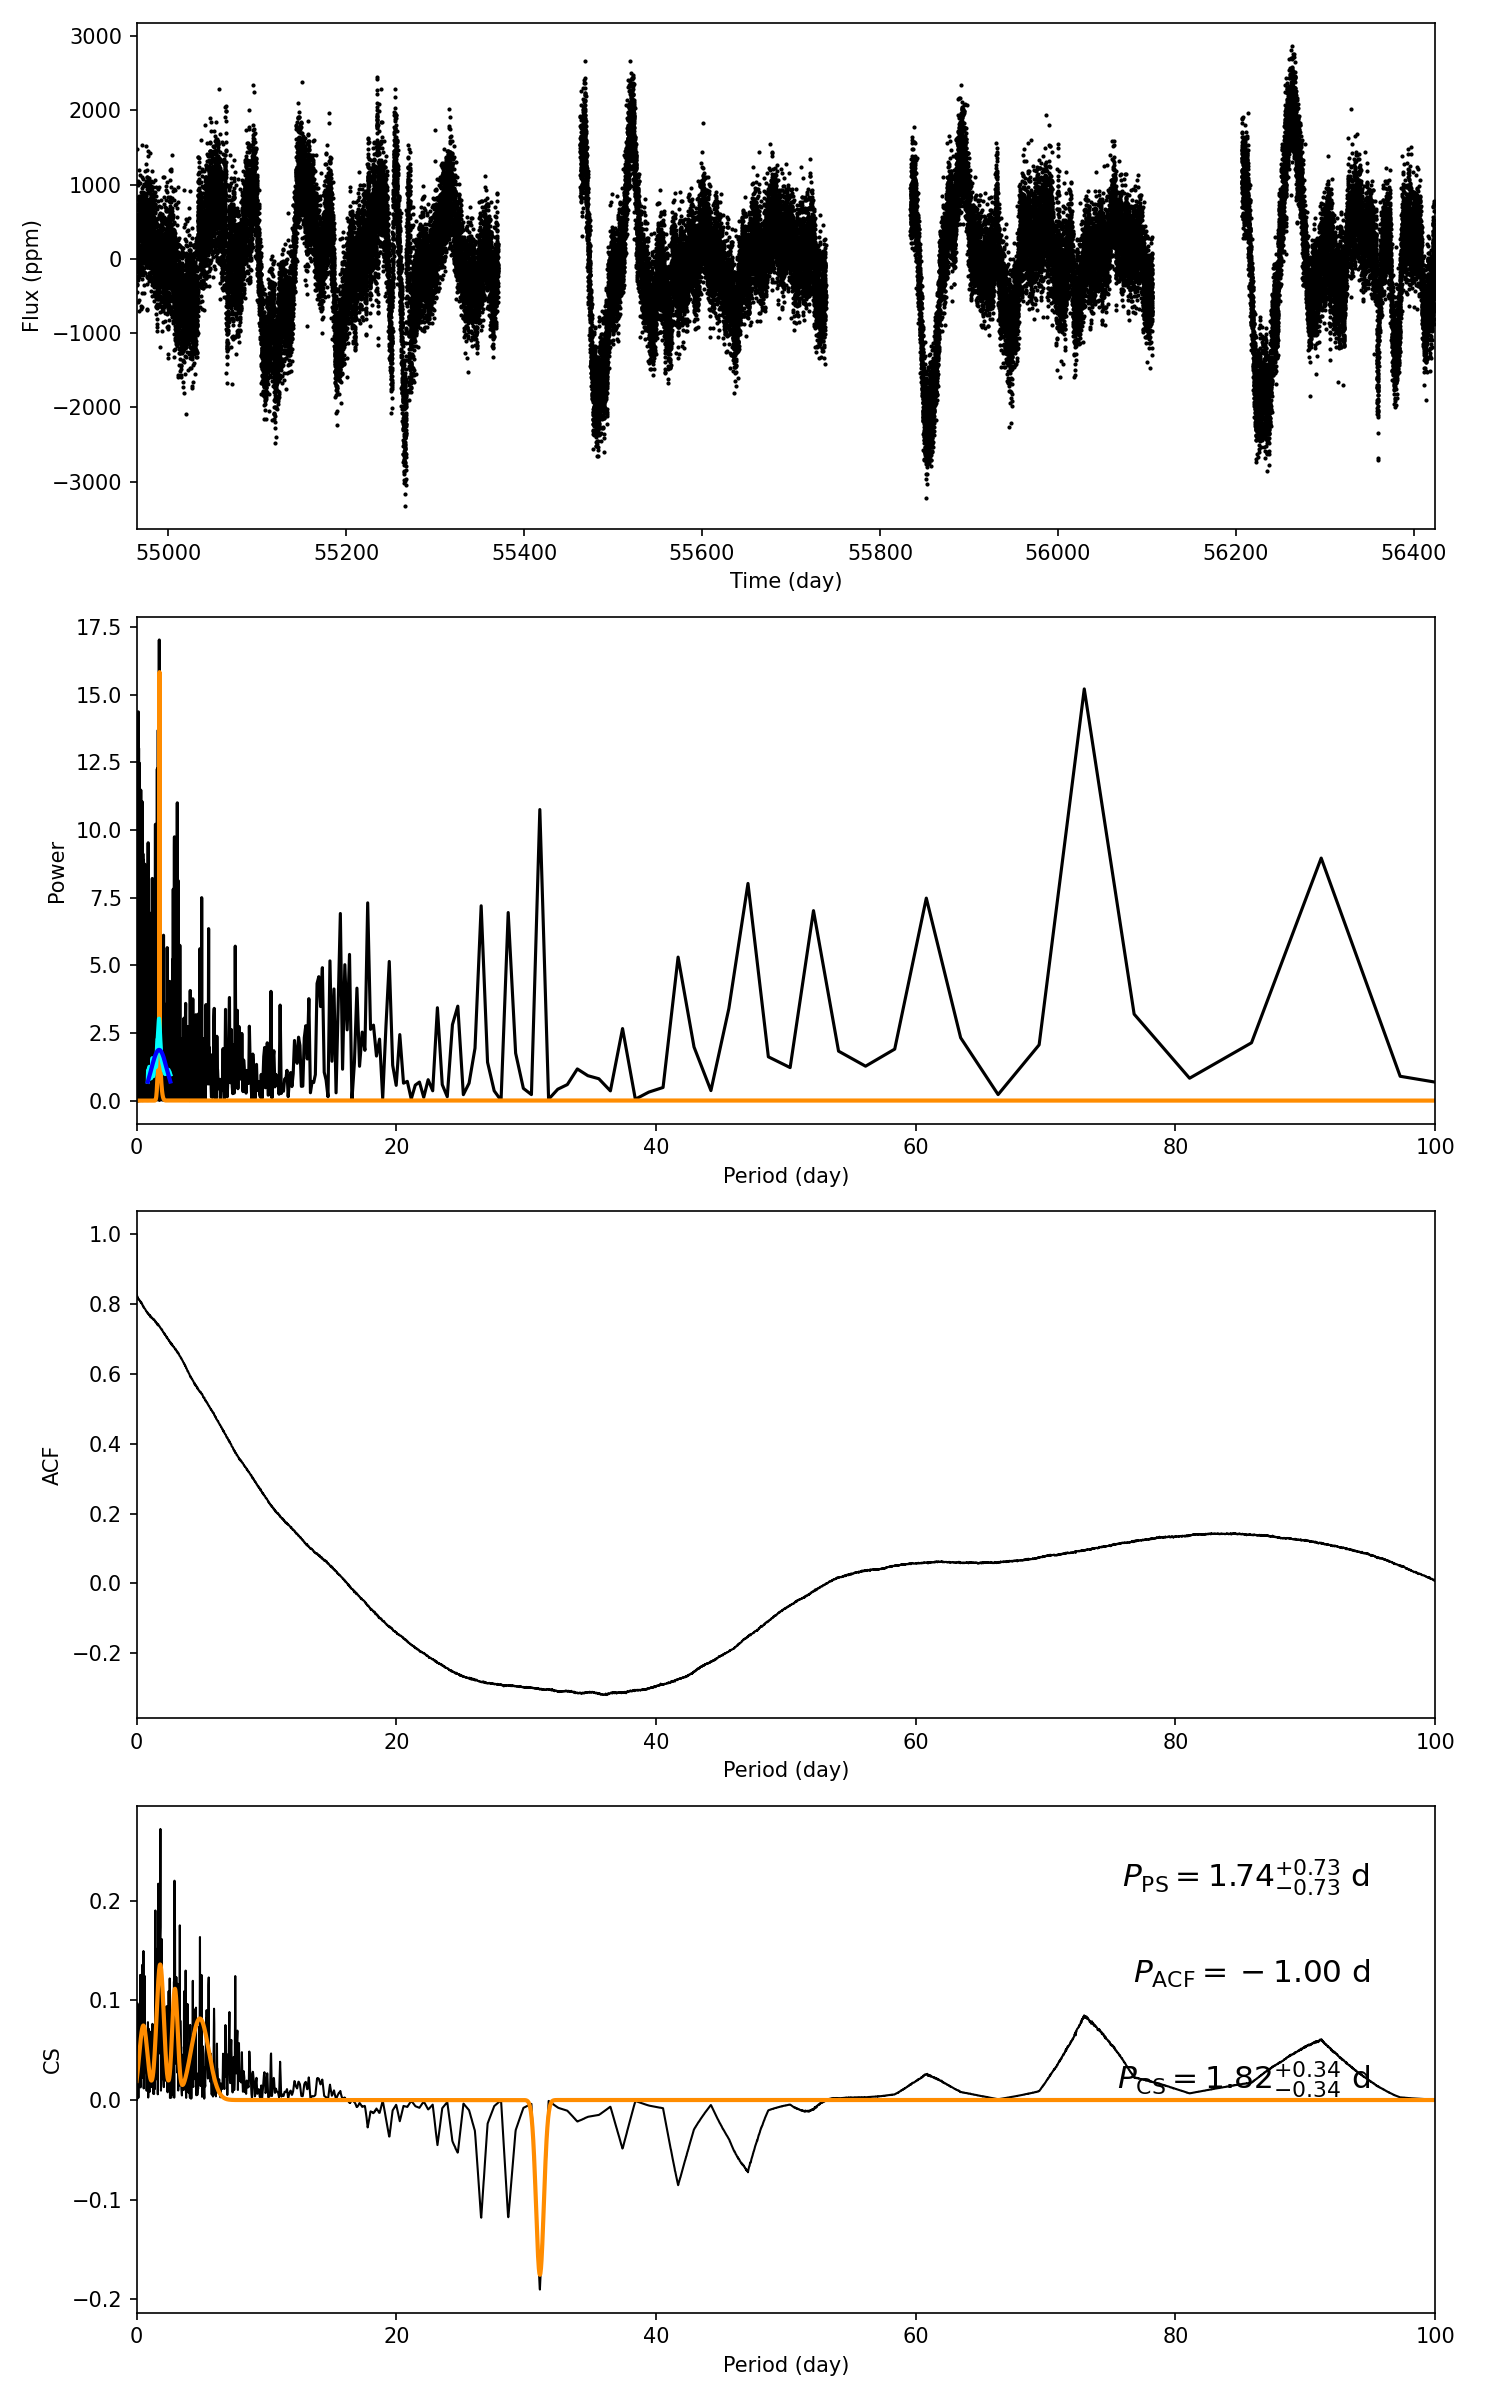 3000
2000
1000
0
−1000
−2000
−3000
Flux (ppm)
55000 55200 55400 55600 55800 56000 56200 56400
Time (day)
17.5
15.0
12.5
10.0
7.5
5.0
2.5
0.0
Power
0 20 40 60 80 100
Period (day)
1.0
0.8
0.6
0.4
0.2
0.0
−0.2
ACF
0 20 40 60 80 100
Period (day)
0.2
0.1
0.0
−0.1
−0.2
CS
P_PS = 1.74^{+0.73}_{−0.73} d
P_ACF = −1.00 d
P_CS = 1.82^{+0.34}_{−0.34} d
0 20 40 60 80 100
Period (day)